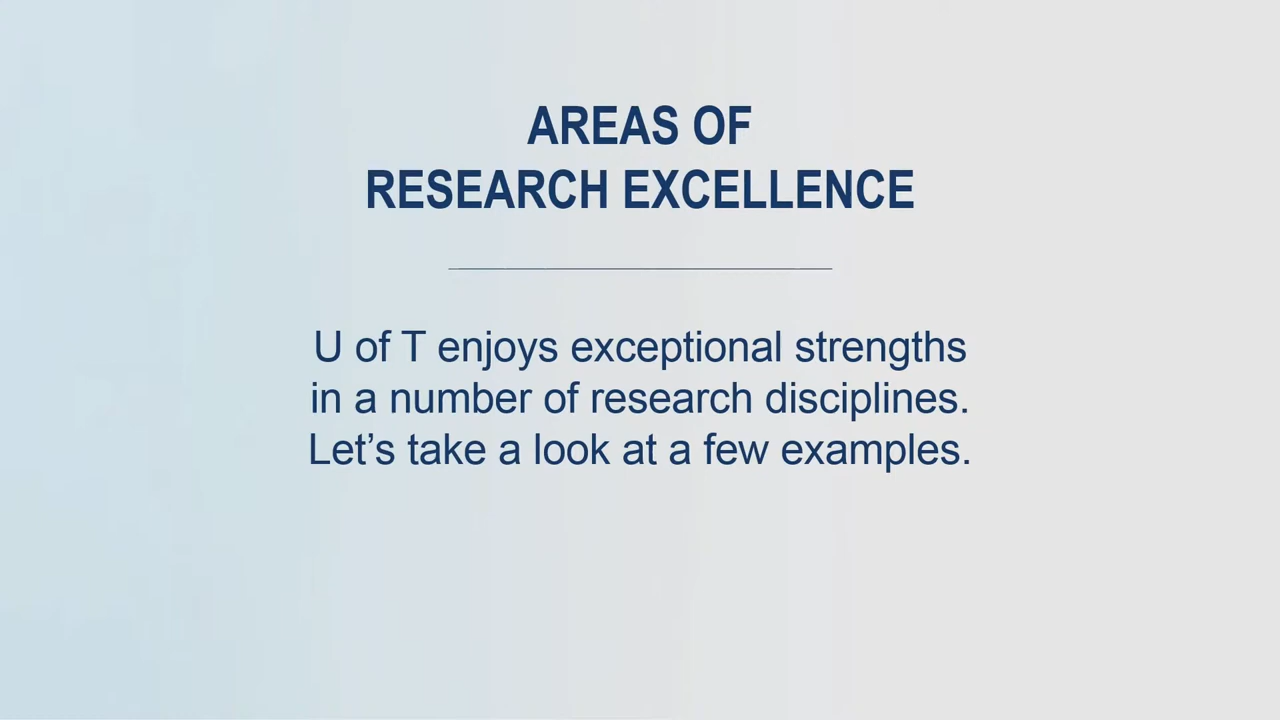 AREAS OF
RESEARCH EXCELLENCE
U of T enjoys exceptional strengths
in a number of research disciplines.
Let’s take a look at a few examples.